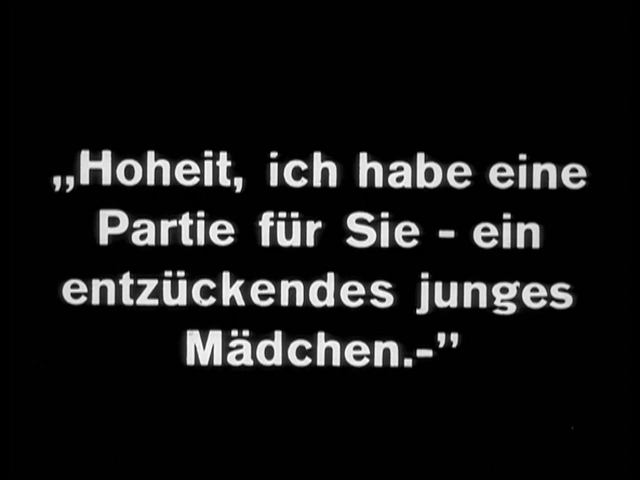 „Hoheit, ich habe eine
Partie für Sie - ein
entzückendes junges
Mädchen.-”